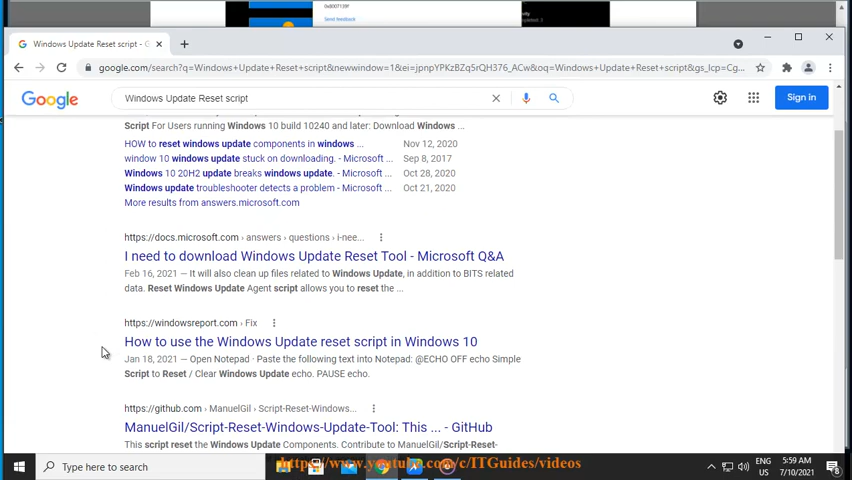 0x8007139F
Send feedback
Windows Update Reset script - G
google.com/search?q=Windows+Update+Reset+script&newwindow=1&ei=jpnpYPKzBZq5rQH376_ACw&oq=Windows+Update+Reset+script&gs_lcp=Cg...
Google
Windows Update Reset script
Sign in
Script For Users running Windows 10 build 10240 and later: Download Windows ...
HOW to reset windows update components in windows ... Nov 12, 2020
window 10 windows update stuck on downloading. - Microsoft ... Sep 8, 2017
Windows 10 20H2 update breaks windows update. - Microsoft ... Oct 28, 2020
Windows update troubleshooter detects a problem - Microsoft ... Oct 21, 2020
More results from answers.microsoft.com
https://docs.microsoft.com › answers › questions › i-nee...
I need to download Windows Update Reset Tool - Microsoft Q&A
Feb 16, 2021 — It will also clean up files related to Windows Update, in addition to BITS related
data. Reset Windows Update Agent script allows you to reset the ...
https://windowsreport.com › Fix
How to use the Windows Update reset script in Windows 10
Jan 18, 2021 — Open Notepad · Paste the following text into Notepad: @ECHO OFF echo Simple
Script to Reset / Clear Windows Update echo. PAUSE echo.
https://github.com › ManuelGil › Script-Reset-Windows...
ManuelGil/Script-Reset-Windows-Update-Tool: This ... - GitHub
This script reset the Windows Update Components. Contribute to ManuelGil/Script-Reset-
Type here to search
https://www.youtube.com/c/ITGuides/videos
ENG
US
5:59 AM
7/10/2021
8